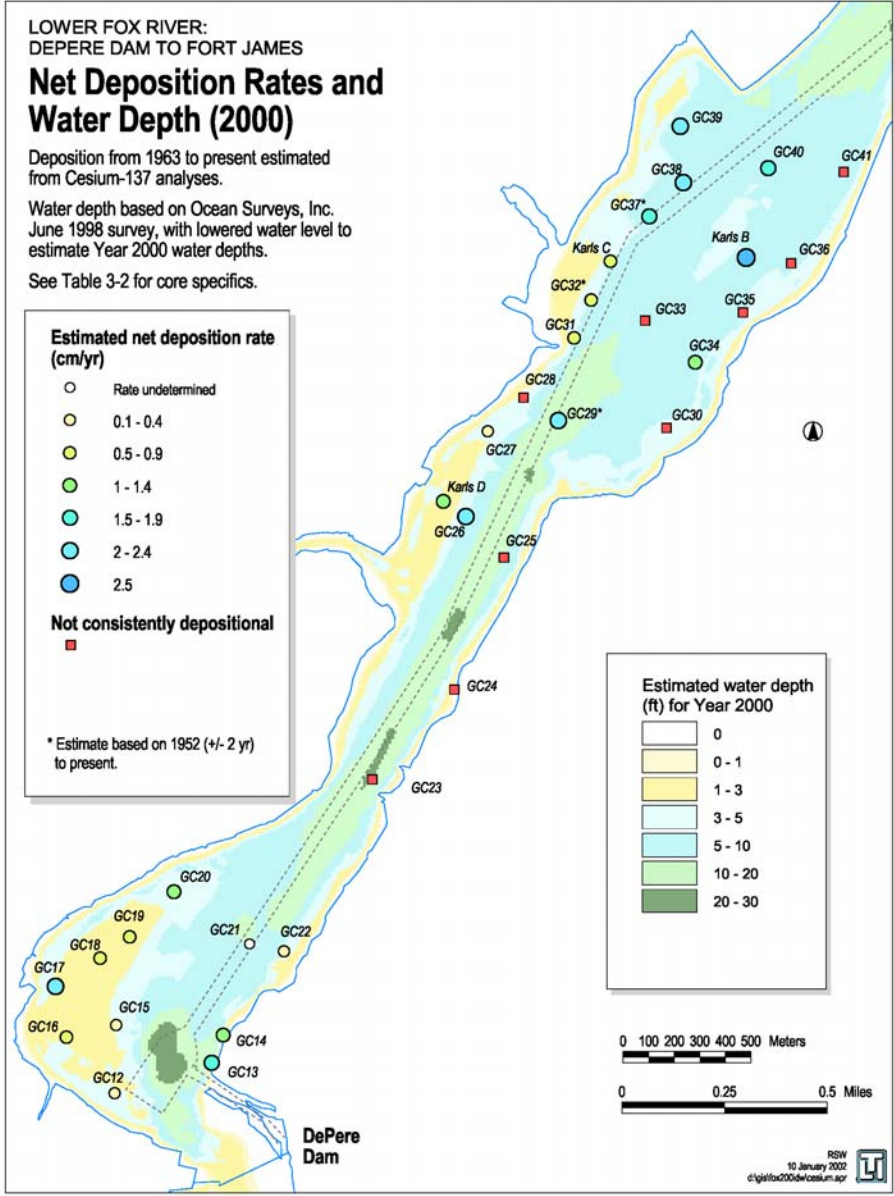 LOWER FOX RIVER:
DEPERE DAM TO FORT JAMES
Net Deposition Rates and
Water Depth (2000)
Deposition from 1963 to present estimated
from Cesium-137 analyses.
Water depth based on Ocean Surveys, Inc.
June 1998 survey, with lowered water level to
estimate Year 2000 water depths.
See Table 3-2 for core specifics.
Estimated net deposition rate
(cm/yr)
Rate undetermined
0.1 - 0.4
0.5 - 0.9
1 - 1.4
1.5 - 1.9
2 - 2.4
2.5
Not consistently depositional
* Estimate based on 1952 (+/- 2 yr)
to present.
GC39
GC38
GC40
GC41
GC37*
Karls C
Karls B
GC36
GC32*
GC33
GC35
GC31
GC34
GC28
GC29*
GC30
GC27
Karls D
GC26
GC25
GC24
GC23
GC20
GC19
GC21
GC22
GC18
GC17
GC15
GC16
GC14
GC13
GC12
DePere
Dam
Estimated water depth
(ft) for Year 2000
0
0 - 1
1 - 3
3 - 5
5 - 10
10 - 20
20 - 30
0 100 200 300 400 500 Meters
0 0.25 0.5 Miles
RSW
10 January 2002
d:\gis\fox200\dw\cesium.apr